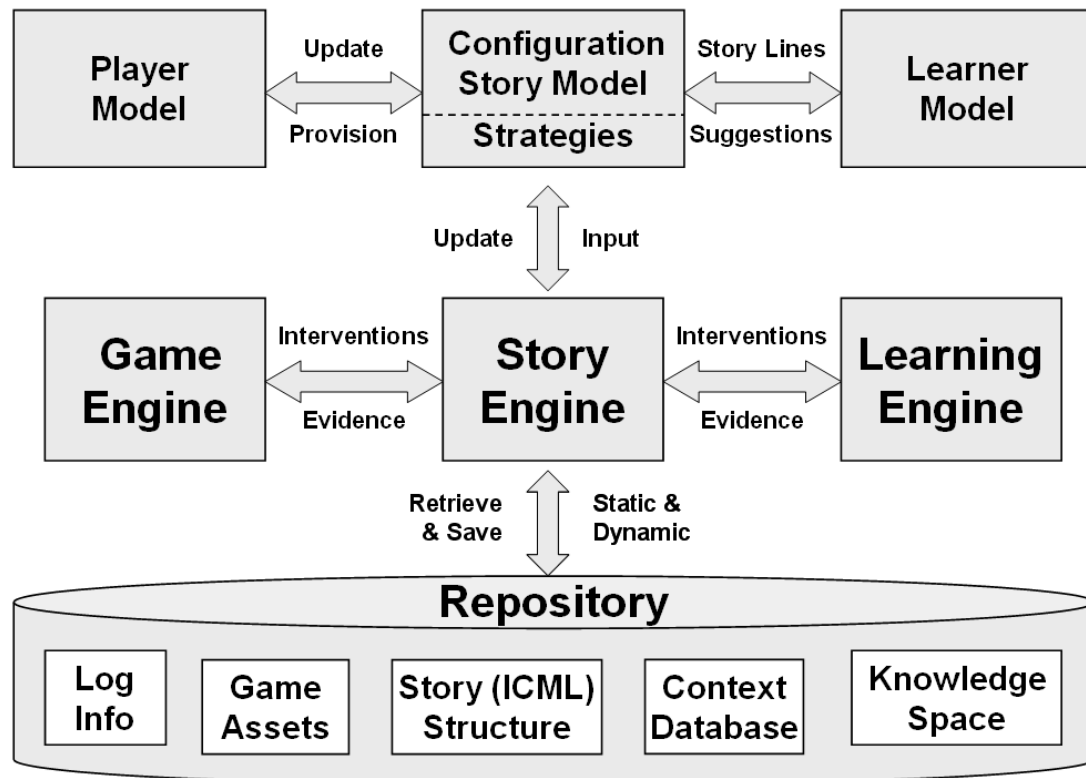 Player
Model
Update
Provision
Configuration
Story Model
Strategies
Story Lines
Suggestions
Learner
Model
Update
Input
Game
Engine
Interventions
Evidence
Story
Engine
Interventions
Evidence
Learning
Engine
Retrieve
& Save
Static &
Dynamic
Repository
Log
Info
Game
Assets
Story (ICML)
Structure
Context
Database
Knowledge
Space